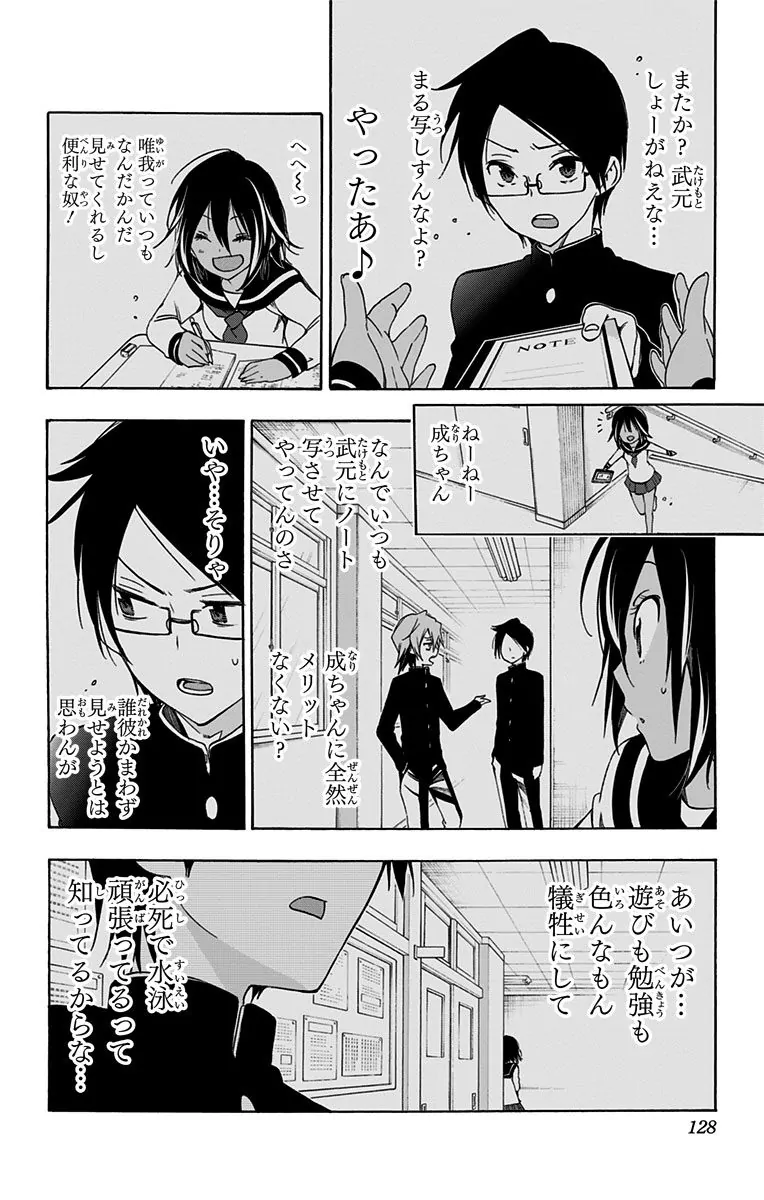 またか？武元
しょーがねえな…
まる写しすんなよ？
やったあ♪
NOTE
へへ〜っ
唯我っていつも
なんだかんだ
見せてくれるし
便利な奴！
ねーねー
成ちゃん
なんでいつも
武元にノート
写させて
やってんのさ
成ちゃんに全然
メリット
なくない？
いや…そりゃ
誰彼かまわず
見せようとは
思わんが
あいつが…
遊びも勉強も
色んなもん
犠牲にして
必死で水泳
頑張ってるって
知ってるからな…
128